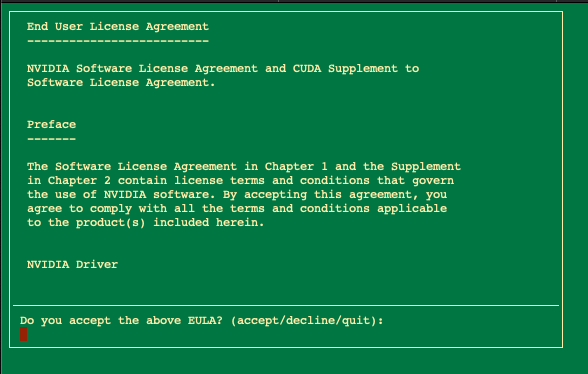 End User License Agreement
--------------------------
NVIDIA Software License Agreement and CUDA Supplement to
Software License Agreement.
Preface
-------
The Software License Agreement in Chapter 1 and the Supplement
in Chapter 2 contain license terms and conditions that govern
the use of NVIDIA software. By accepting this agreement, you
agree to comply with all the terms and conditions applicable
to the product(s) included herein.
NVIDIA Driver
Do you accept the above EULA? (accept/decline/quit):